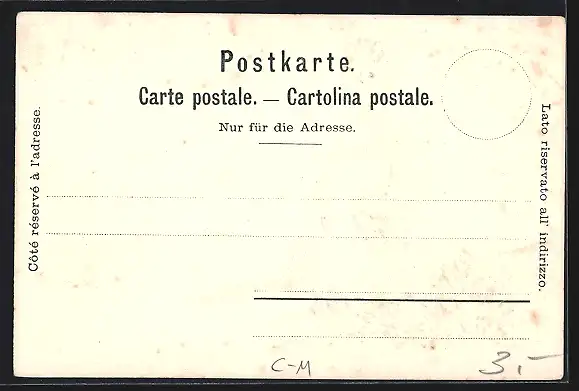 Postkarte.
Carte postale. — Cartolina postale.
Nur für die Adresse.
Côté réservé à l'adresse.
Lato riservato all' indirizzo.
C-M
3,-